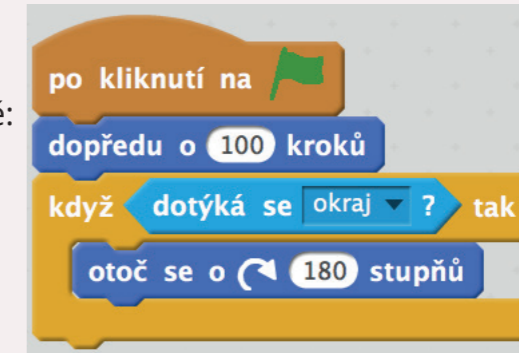 é:
po kliknutí na
dopředu o 100 kroků
když dotýká se okraj ? tak
otoč se o 180 stupňů